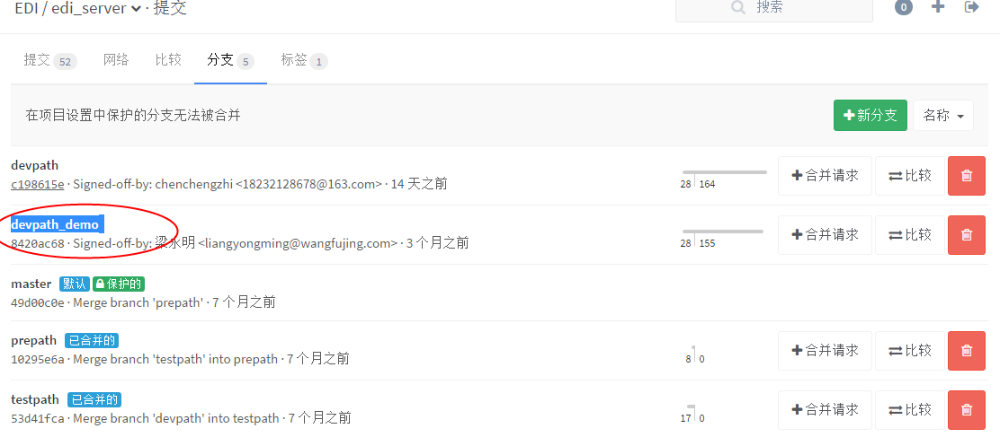 EDI / edi_server · 提交
搜索
0
提交 52
网络
比较
分支 5
标签 1
在项目设置中保护的分支无法被合并
新分支
名称
devpath
c198615e · Signed-off-by: chenchengzhi <18232128678@163.com> · 14 天之前
28 164
合并请求
比较
devpath_demo
8420ac68 · Signed-off-by: 梁永明 <liangyongming@wangfujing.com> · 3 个月之前
28 155
合并请求
比较
master 默认 保护的
49d00c0e · Merge branch 'prepath' · 7 个月之前
prepath 已合并的
10295e6a · Merge branch 'testpath' into prepath · 7 个月之前
8 0
合并请求
比较
testpath 已合并的
53d41fca · Merge branch 'devpath' into testpath · 7 个月之前
17 0
合并请求
比较